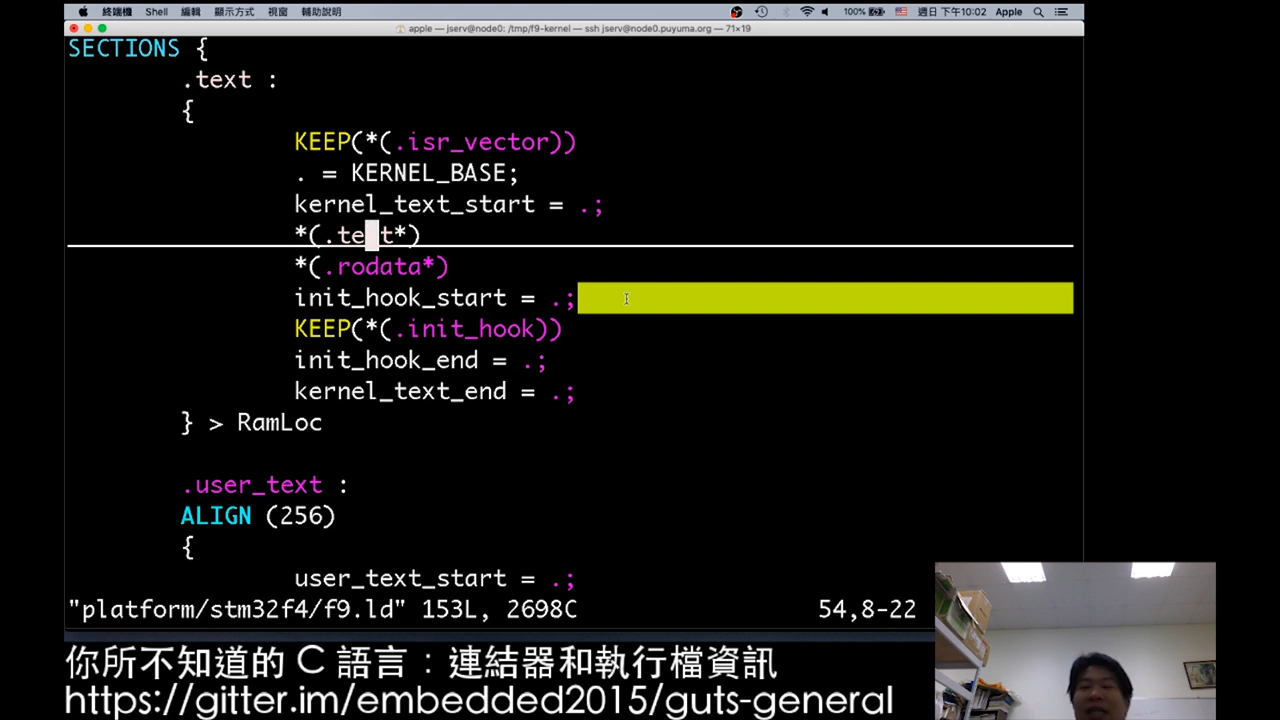 終端機 Shell 編輯 顯示方式 視窗 輔助說明 100% 週日 下午10:02 Apple
apple — jserv@node0: /tmp/f9-kernel — ssh jserv@node0.puyuma.org — 71×19
SECTIONS {
.text :
{
KEEP(*(.isr_vector))
. = KERNEL_BASE;
kernel_text_start = .;
*(.text*)
*(.rodata*)
init_hook_start = .;
KEEP(*(.init_hook))
init_hook_end = .;
kernel_text_end = .;
} > RamLoc
.user_text :
ALIGN (256)
{
user_text_start = .;
"platform/stm32f4/f9.ld" 153L, 2698C 54,8-22
你所不知道的 C 語言：連結器和執行檔資訊
https://gitter.im/embedded2015/guts-general